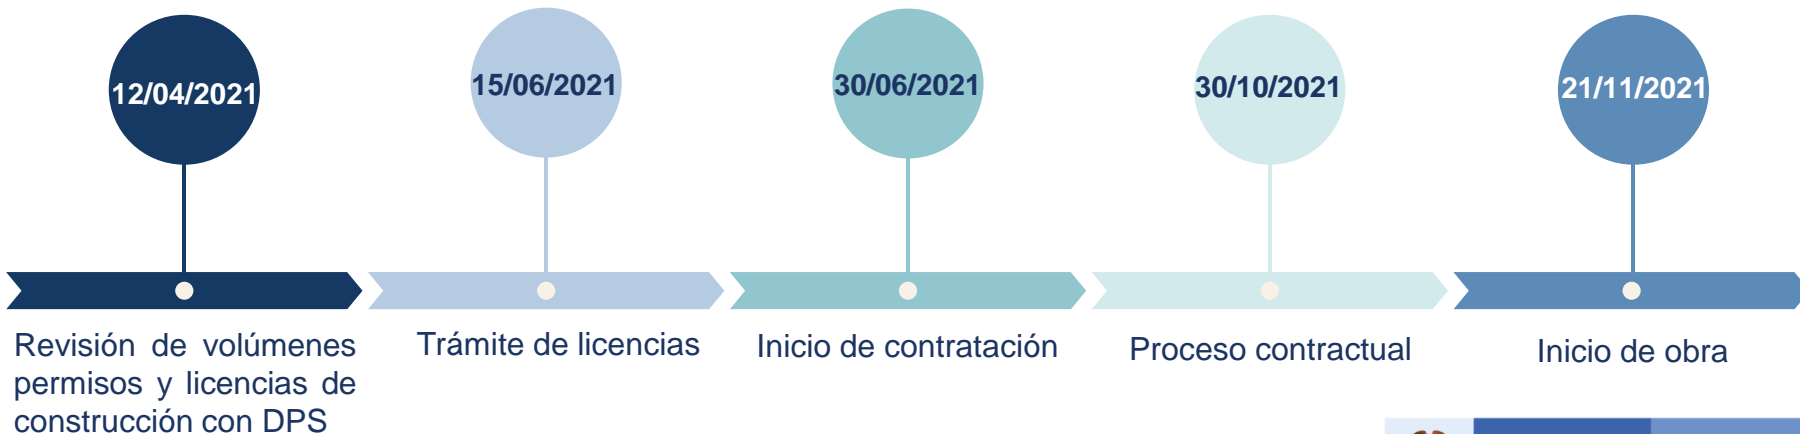 12/04/2021
15/06/2021
30/06/2021
30/10/2021
21/11/2021
Revisión de volúmenes
permisos y licencias de
construcción con DPS
Trámite de licencias
Inicio de contratación
Proceso contractual
Inicio de obra